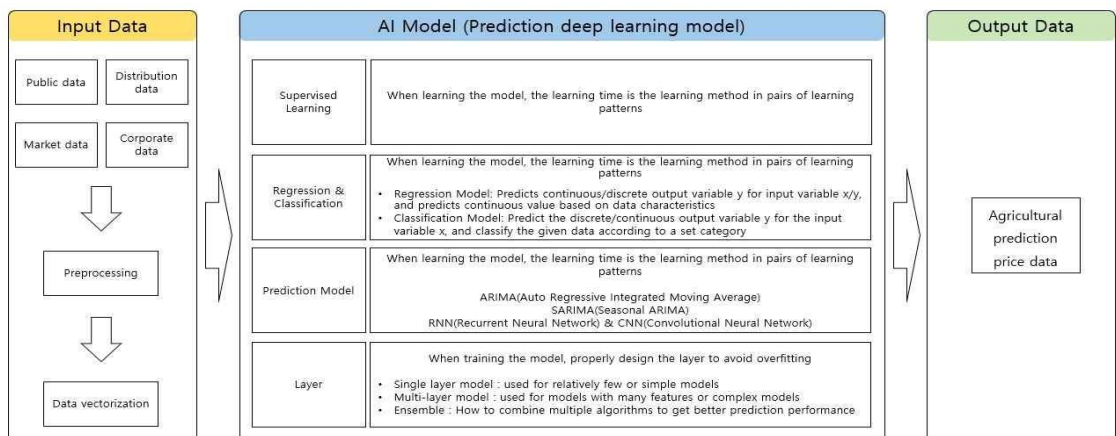 Input Data
Public data
Distribution
data
Market data
Corporate
data
Preprocessing
Data vectorization
AI Model (Prediction deep learning model)
Supervised
Learning
When learning the model, the learning time is the learning method in pairs of learning
patterns
Regression &
Classification
When learning the model, the learning time is the learning method in pairs of learning
patterns
• Regression Model: Predicts continuous/discrete output variable y for input variable x/y,
and predicts continuous value based on data characteristics
• Classification Model: Predict the discrete/continuous output variable y for the input
variable x, and classify the given data according to a set category
Prediction Model
When learning the model, the learning time is the learning method in pairs of learning
patterns
ARIMA(Auto Regressive Integrated Moving Average)
SARIMA(Seasonal ARIMA)
RNN(Recurrent Neural Network) & CNN(Convolutional Neural Network)
Layer
When training the model, properly design the layer to avoid overfitting
• Single layer model : used for relatively few or simple models
• Multi-layer model : used for models with many features or complex models
• Ensemble : How to combine multiple algorithms to get better prediction performance
Output Data
Agricultural
prediction
price data